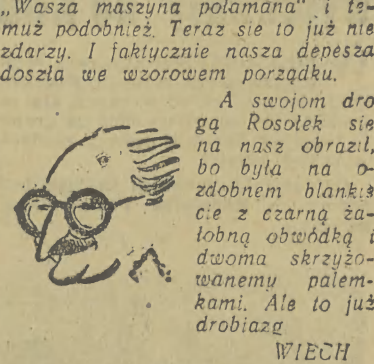 „Wasza maszyna połamana" i te-
muż podobnież. Teraz sie to już nie
zdarzy. I faktycznie nasza depesza
doszła we wzorowem porządku.
A swojom dro
gą Rosołek sie
na nasz obraził,
bo była na o-
zdobnem blankie
cie z czarną ża-
łobną obwódką i
dwoma skrzyżo-
wanemy palem-
kami. Ale to już
drobiazg
WIECH